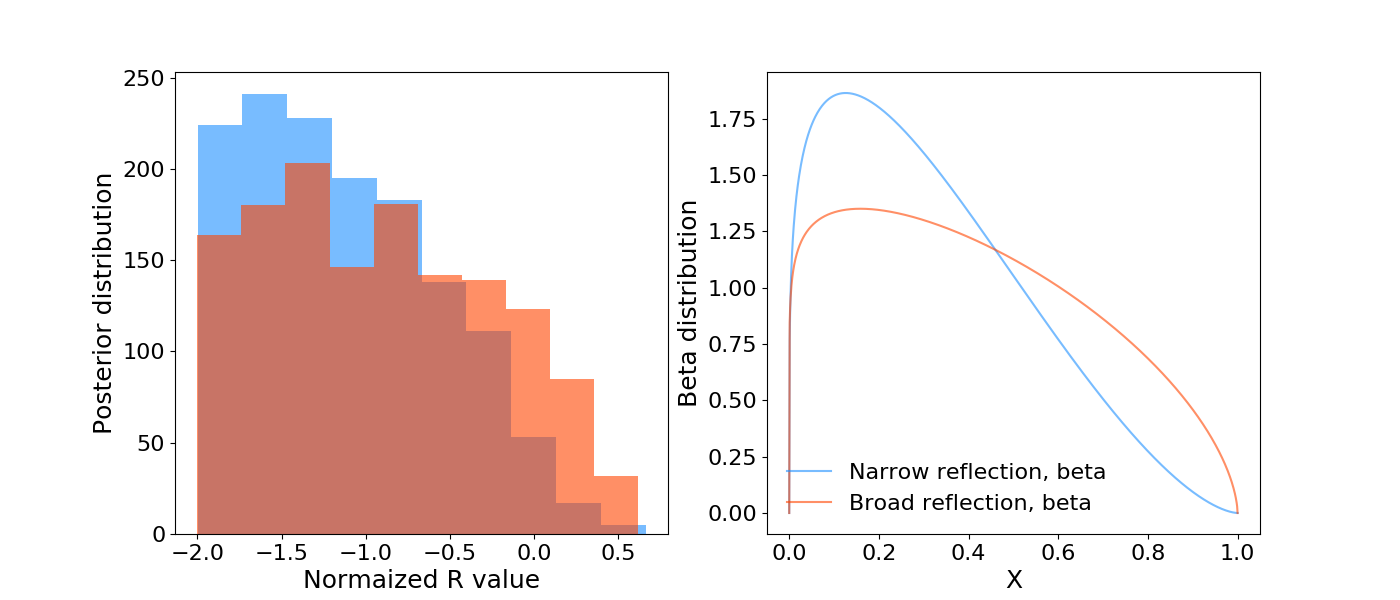 Posterior distribution
250
200
150
100
50
0
−2.0 −1.5 −1.0 −0.5 0.0 0.5
Normaized R value
Beta distribution
1.75
1.50
1.25
1.00
0.75
0.50
0.25
0.00
Narrow reflection, beta
Broad reflection, beta
0.0 0.2 0.4 0.6 0.8 1.0
X